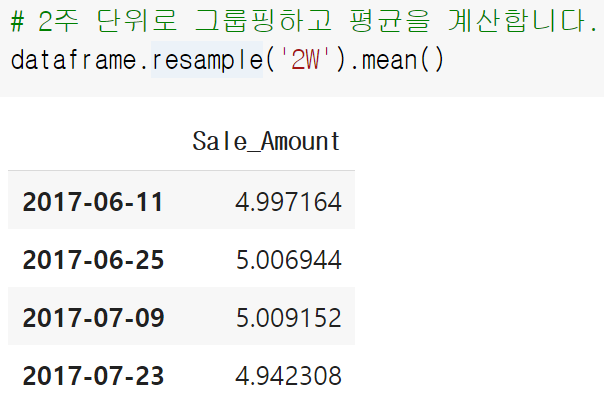 # 2주 단위로 그룹핑하고 평균을 계산합니다.
dataframe.resample('2W').mean()
Sale_Amount
2017-06-11 4.997164
2017-06-25 5.006944
2017-07-09 5.009152
2017-07-23 4.942308